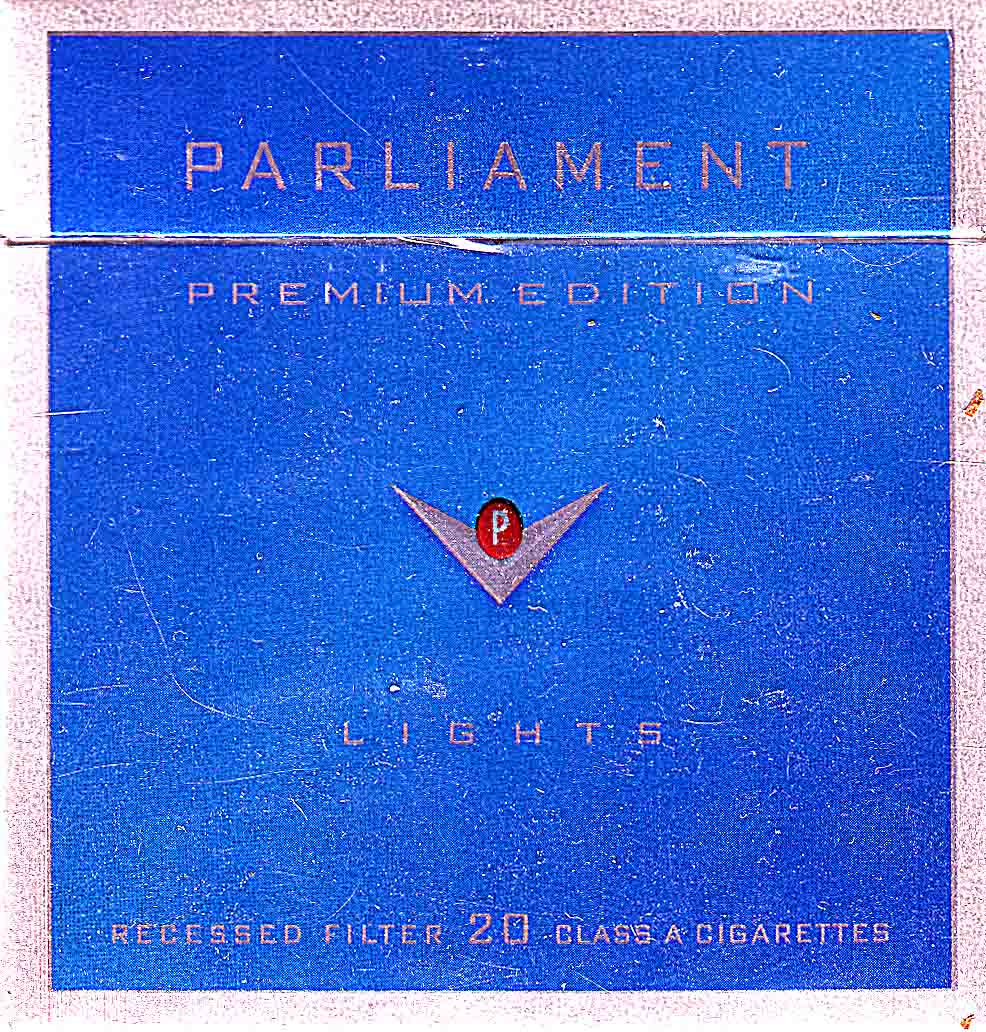 PARLIAMENT
PREMIUM EDITION
P
LIGHTS
RECESSED FILTER 20 CLASS A CIGARETTES